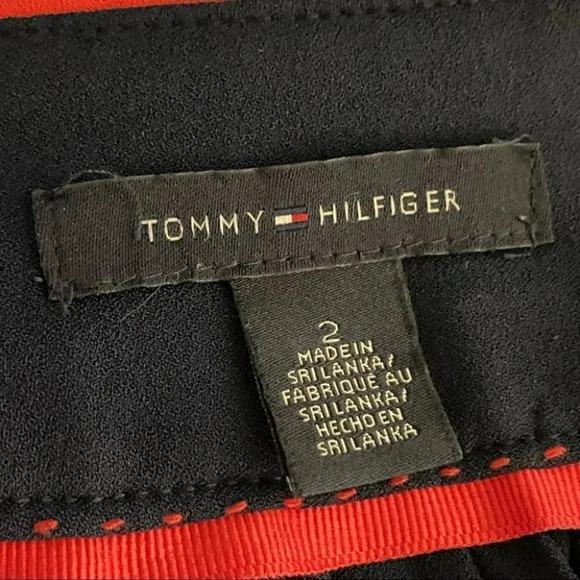 TOMMY HILFIGER
2
MADE IN
SRI LANKA/
FABRIQUÉ AU
SRI LANKA/
HECHO EN
SRI LANKA